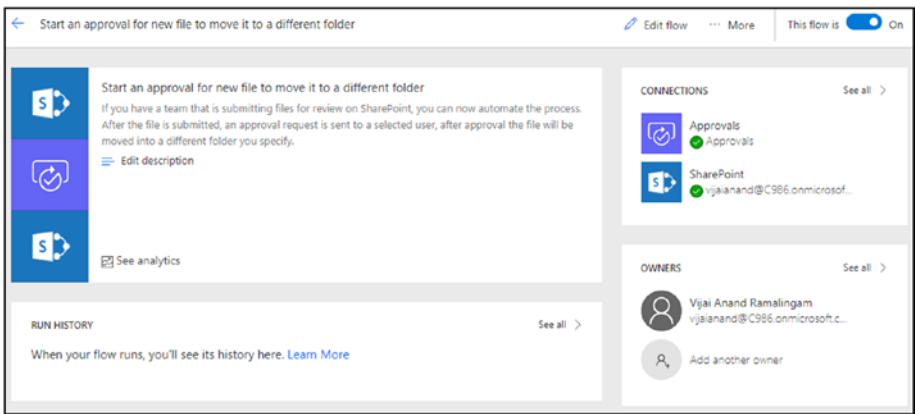 Start an approval for new file to move it to a different folder
Edit flow
··· More
This flow is
On
Start an approval for new file to move it to a different folder
If you have a team that is submitting files for review on SharePoint, you can now automate the process.
After the file is submitted, an approval request is sent to a selected user, after approval the file will be
moved into a different folder you specify.
Edit description
See analytics
RUN HISTORY
See all
When your flow runs, you'll see its history here. Learn More
CONNECTIONS
See all
Approvals
Approvals
SharePoint
vijaianand@C986.onmicrosof...
OWNERS
See all
Vijai Anand Ramalingam
vijaianand@C986.onmicrosoft.c...
Add another owner